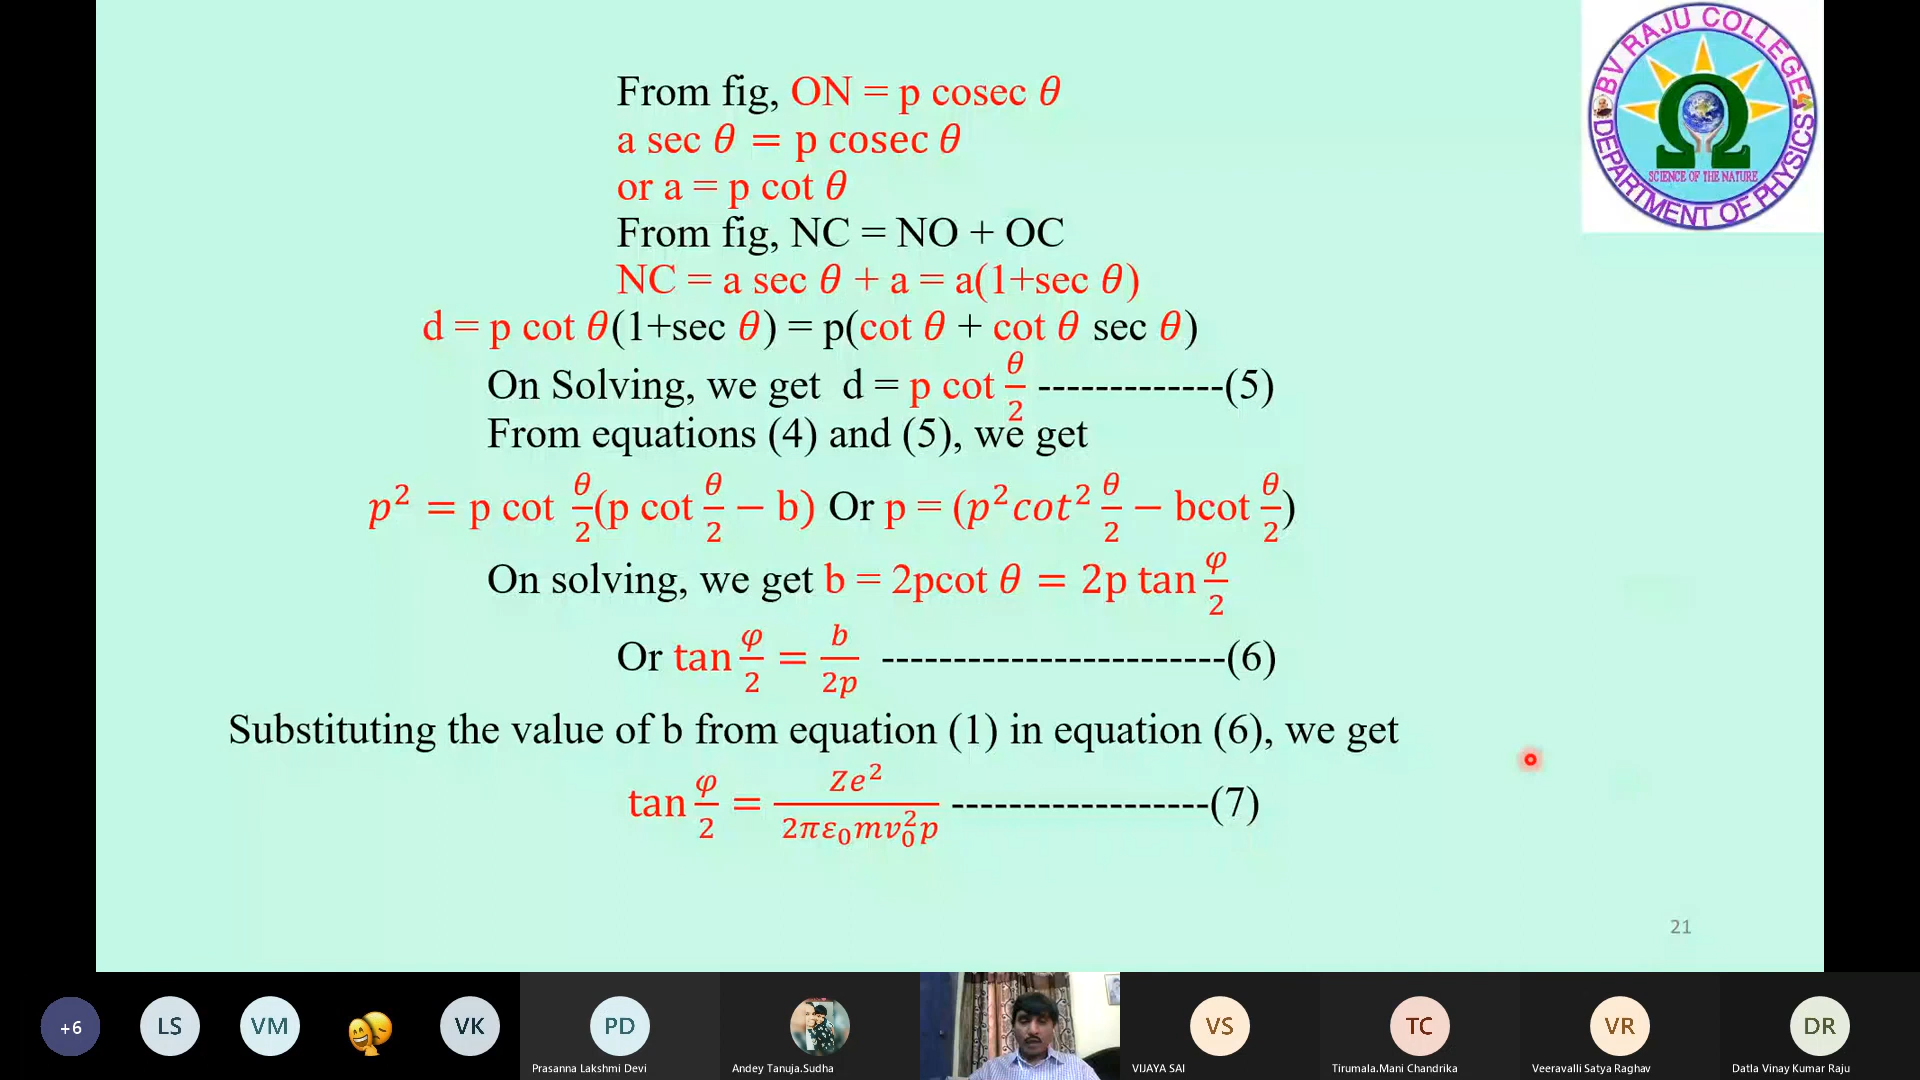 From fig, ON = p cosec θ
a sec θ = p cosec θ
or a = p cot θ
From fig, NC = NO + OC
NC = a sec θ + a = a(1+sec θ)
d = p cot θ(1+sec θ) = p(cot θ + cot θ sec θ)
On Solving, we get d = p cot θ/2 -------------(5)
From equations (4) and (5), we get
p² = p cot θ/2(p cot θ/2 − b) Or p = (p²cot² θ/2 − bcot θ/2)
On solving, we get b = 2pcot θ = 2p tan φ/2
Or tan φ/2 = b/2p ------------------------(6)
Substituting the value of b from equation (1) in equation (6), we get
tan φ/2 = Ze²/2πε₀mv₀²p ------------------(7)
21
BV RAJU COLLEGE
SCIENCE OF THE NATURE
DEPARTMENT OF PHYSICS
+6
LS
VM
VK
PD
VS
TC
VR
DR
Prasanna Lakshmi Devi
Andey Tanuja.Sudha
VIJAYA SAI
Tirumala.Mani Chandrika
Veeravalli Satya Raghav
Datla Vinay Kumar Raju